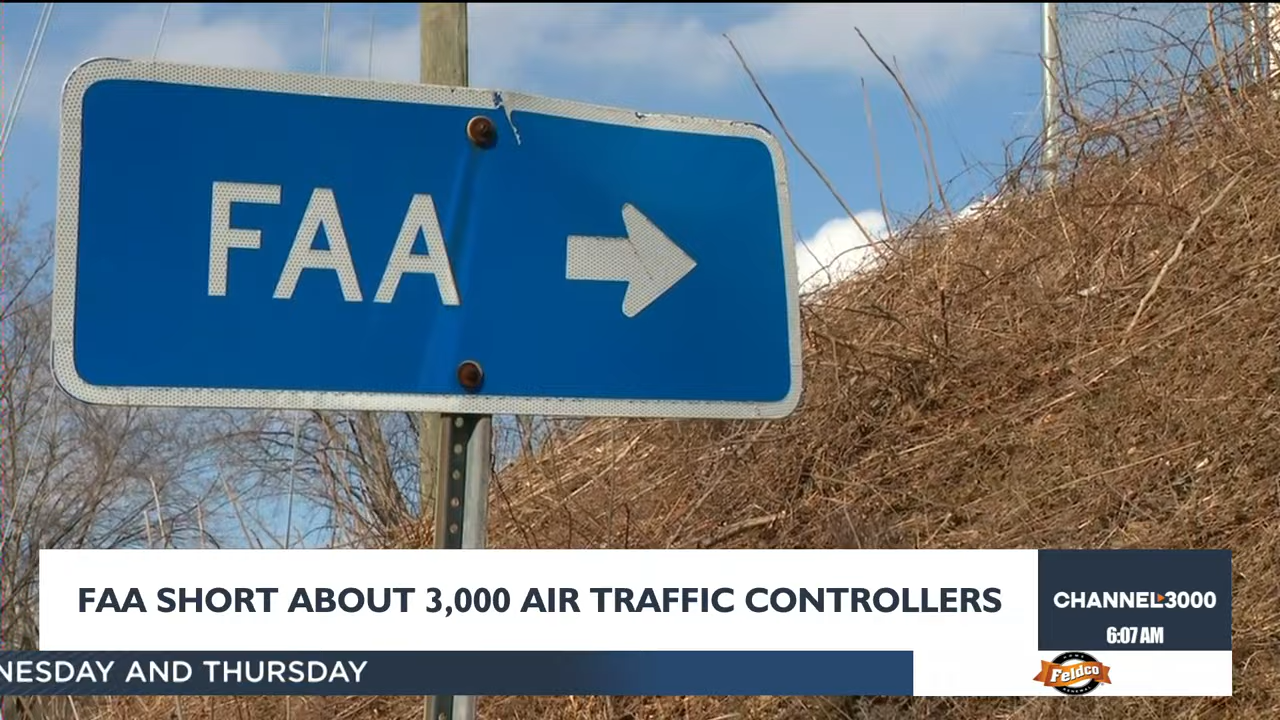 FAA
FAA SHORT ABOUT 3,000 AIR TRAFFIC CONTROLLERS
CHANNEL3000
6:07 AM
NESDAY AND THURSDAY
Feldco